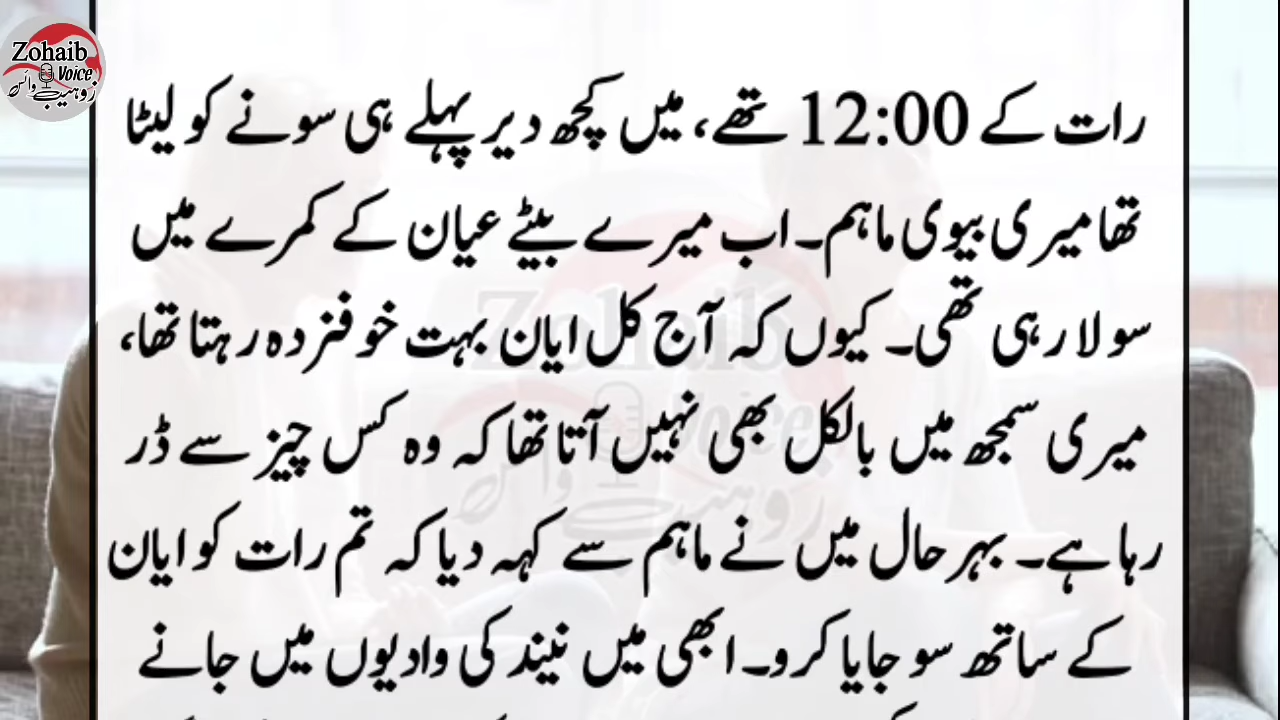 Zohaib
Voice
زوہیب وائس
رات کے 12:00 تھے، میں کچھ دیر پہلے ہی سونے کو لیٹا
تھا میری بیوی ماہم۔ اب میرے بیٹے عیان کے کمرے میں
سولا رہی تھی۔ کیوں کہ آج کل ایان بہت خوفزدہ رہتا تھا،
میری سمجھ میں بالکل بھی نہیں آتا تھا کہ وہ کس چیز سے ڈر
رہا ہے۔ بہر حال میں نے ماہم سے کہہ دیا کہ تم رات کو ایان
کے ساتھ سو جایا کرو۔ ابھی میں نیند کی وادیوں میں جانے